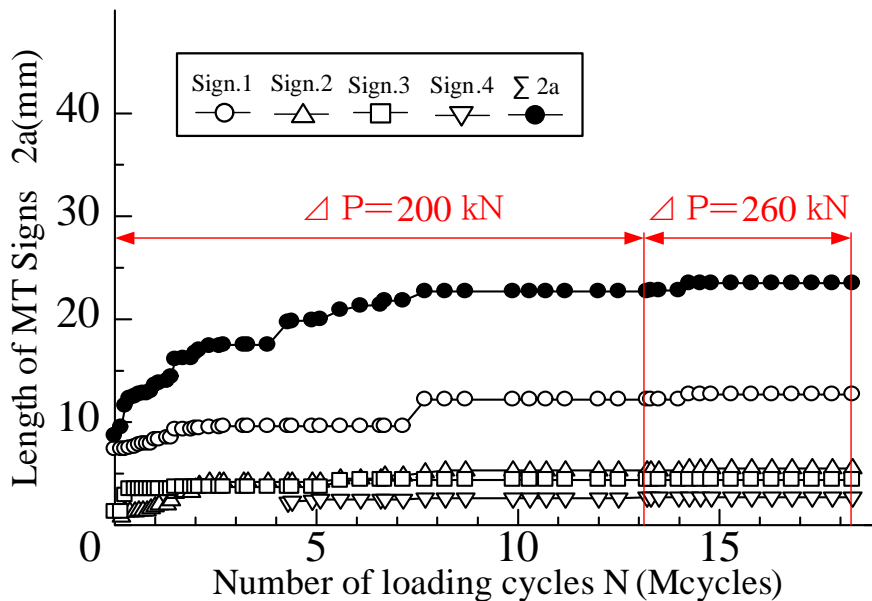 Length of MT Signs 2a(mm)
40
30
20
10
0
Sign.1 Sign.2 Sign.3 Sign.4 ∑ 2a
⊿ P=200 kN ⊿ P=260 kN
5 10 15
Number of loading cycles N (Mcycles)